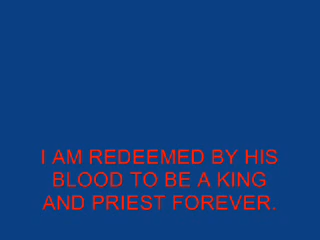 I AM REDEEMED BY HIS
BLOOD TO BE A KING
AND PRIEST FOREVER.